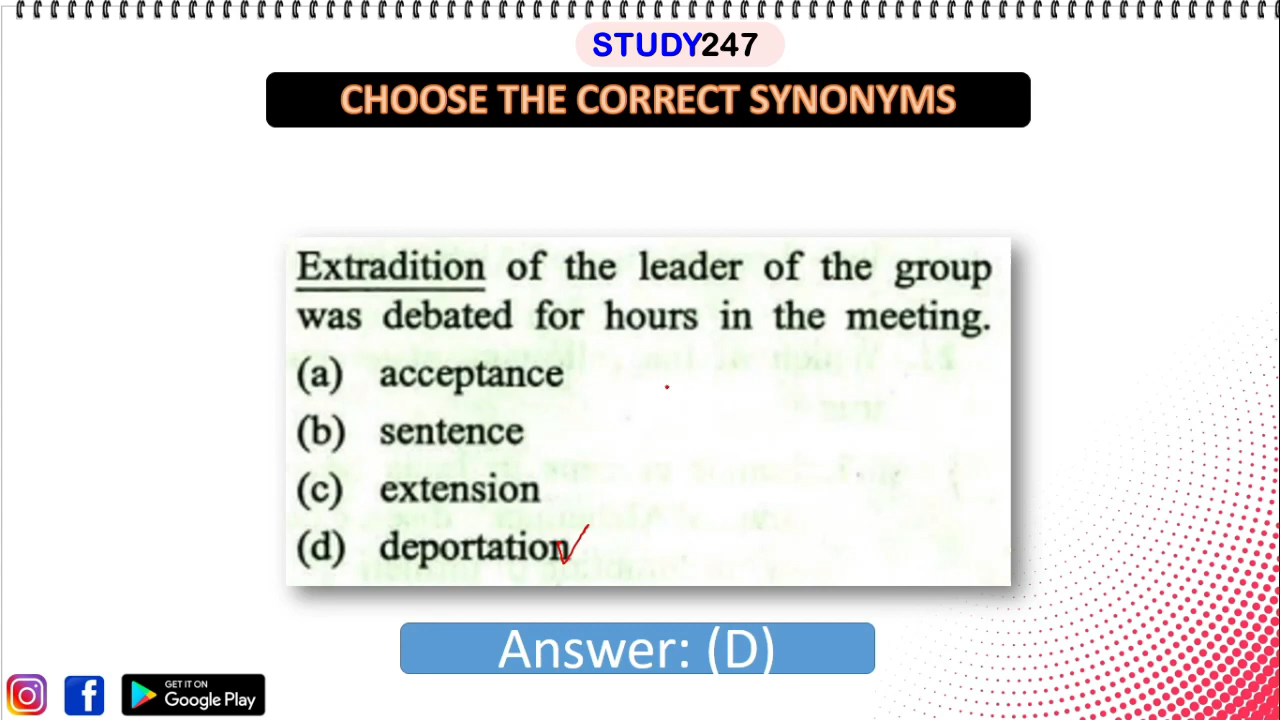 STUDY247
CHOOSE THE CORRECT SYNONYMS
Extradition of the leader of the group
was debated for hours in the meeting.
(a) acceptance
(b) sentence
(c) extension
(d) deportation
Answer: (D)
GET IT ON
Google Play